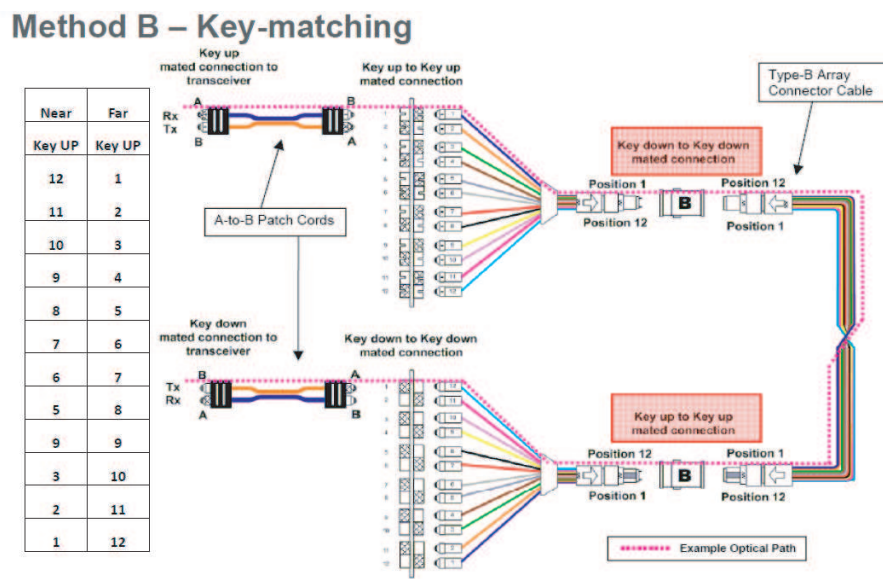 Method B – Key-matching
Key up
mated connection to
transceiver
Key up to Key up
mated connection
Type-B Array
Connector Cable
Near Far
Key UP Key UP
12 1
11 2
10 3
9 4
8 5
7 6
6 7
5 8
9 9
3 10
2 11
1 12
A B
Rx
Tx
B A
A-to-B Patch Cords
Key down to Key down
mated connection
Position 1
Position 12
B
Position 12
Position 1
Key down
mated connection to
transceiver
Key down to Key down
mated connection
B A
Tx
Rx
A B
Key up to Key up
mated connection
Position 12
Position 1
B
Position 1
Position 12
Example Optical Path